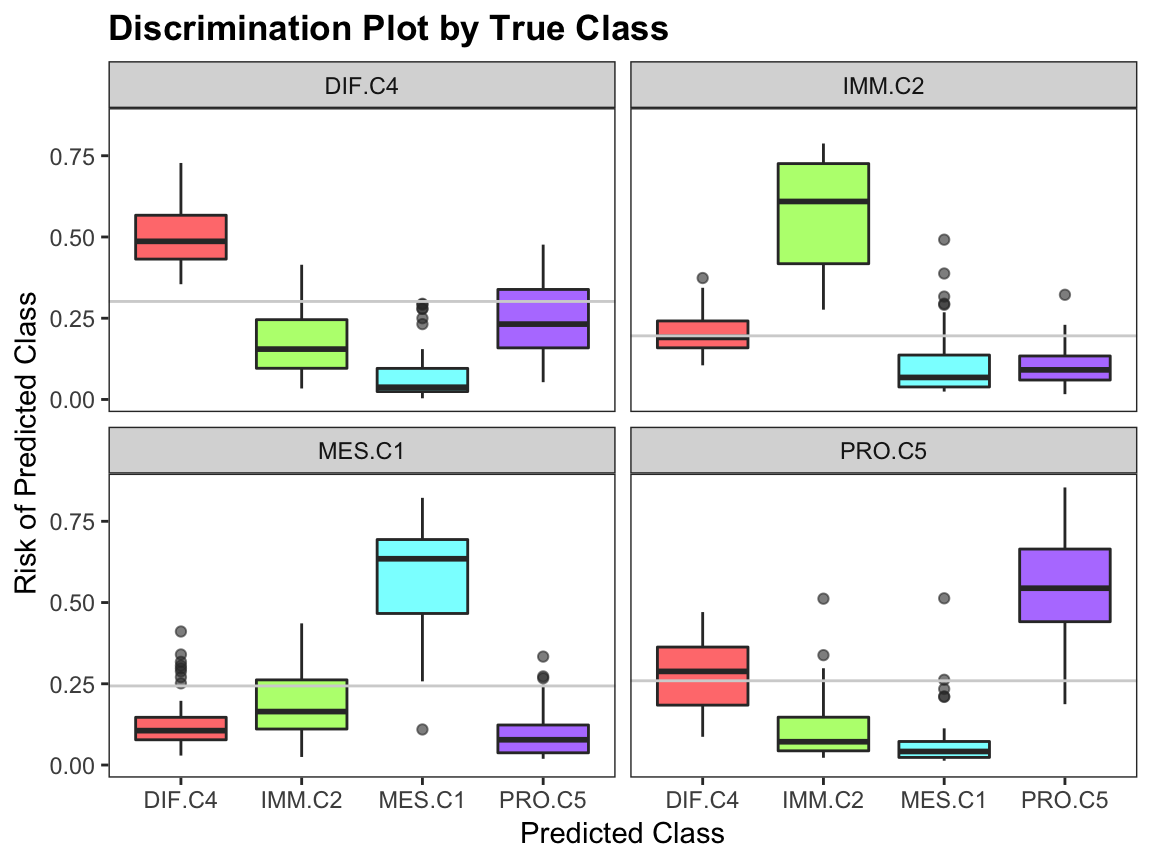 Discrimination Plot by True Class
DIF.C4
IMM.C2
0.75
0.50
0.25
0.00
MES.C1
PRO.C5
0.75
0.50
0.25
0.00
Risk of Predicted Class
DIF.C4 IMM.C2 MES.C1 PRO.C5
DIF.C4 IMM.C2 MES.C1 PRO.C5
Predicted Class